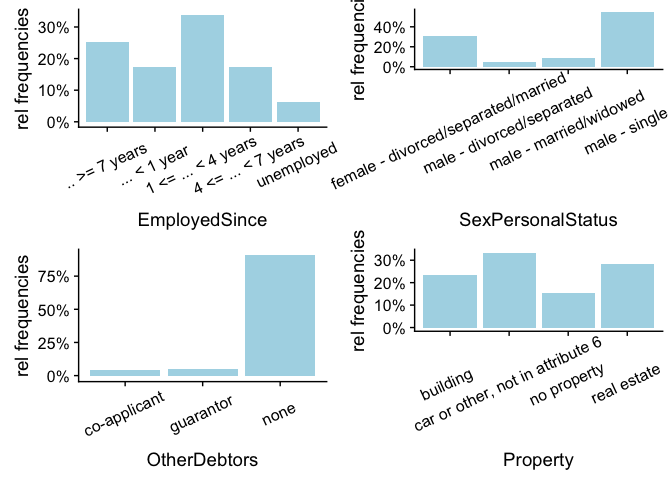 rel frequencies
30%
20%
10%
0%
.. >= 7 years
... < 1 year
1 <= ... < 4 years
4 <= ... < 7 years
unemployed
EmployedSince
rel frequencies
40%
20%
0%
female - divorced/separated/married
male - divorced/separated
male - married/widowed
male - single
SexPersonalStatus
rel frequencies
75%
50%
25%
0%
co-applicant
guarantor
none
OtherDebtors
rel frequencies
30%
20%
10%
0%
building
car or other, not in attribute 6
no property
real estate
Property